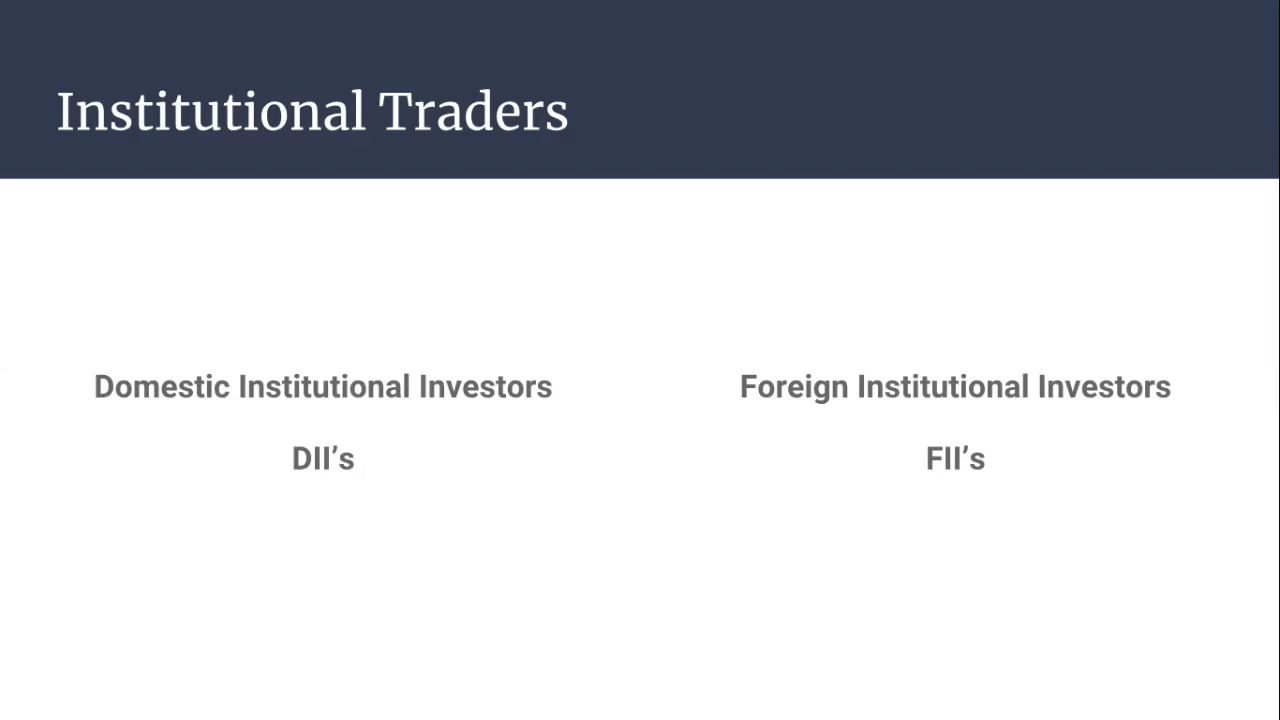 Institutional Traders
Domestic Institutional Investors
DII’s
Foreign Institutional Investors
FII’s